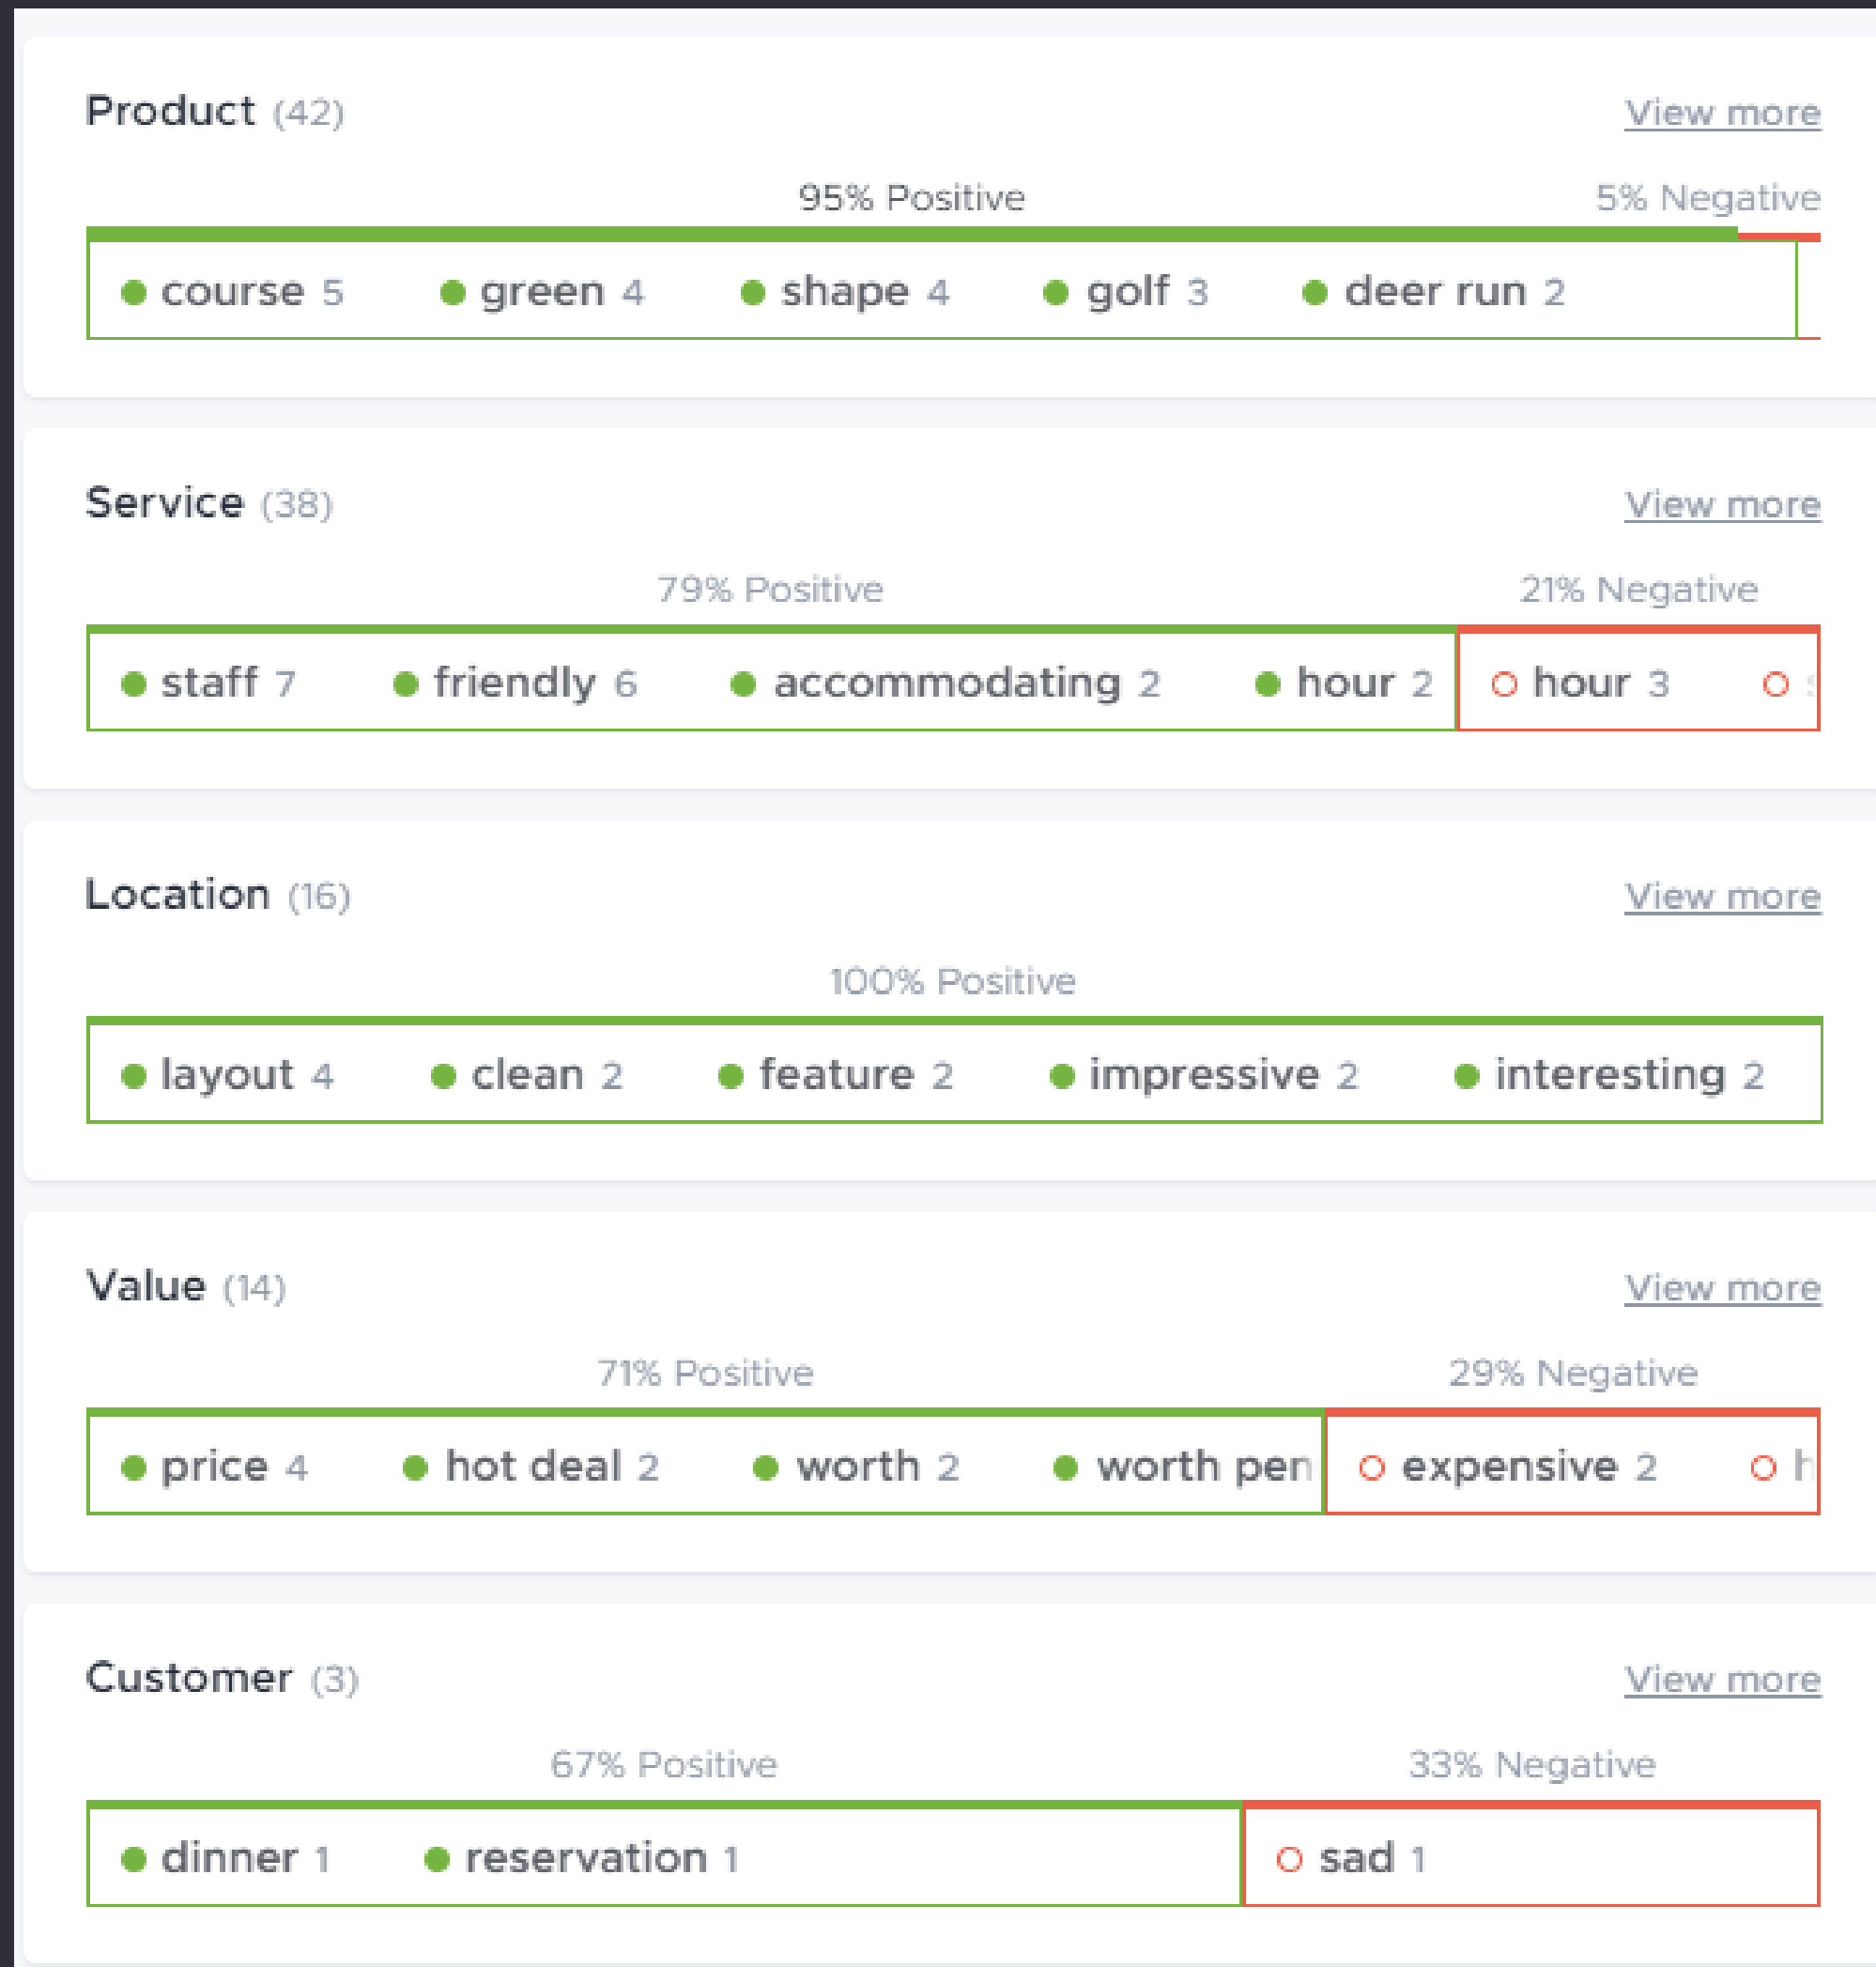 Product (42) View more
95% Positive 5% Negative
course 5 green 4 shape 4 golf 3 deer run 2
Service (38) View more
79% Positive 21% Negative
staff 7 friendly 6 accommodating 2 hour 2 hour 3
Location (16) View more
100% Positive
layout 4 clean 2 feature 2 impressive 2 interesting 2
Value (14) View more
71% Positive 29% Negative
price 4 hot deal 2 worth 2 worth pen expensive 2 h
Customer (3) View more
67% Positive 33% Negative
dinner 1 reservation 1 sad 1